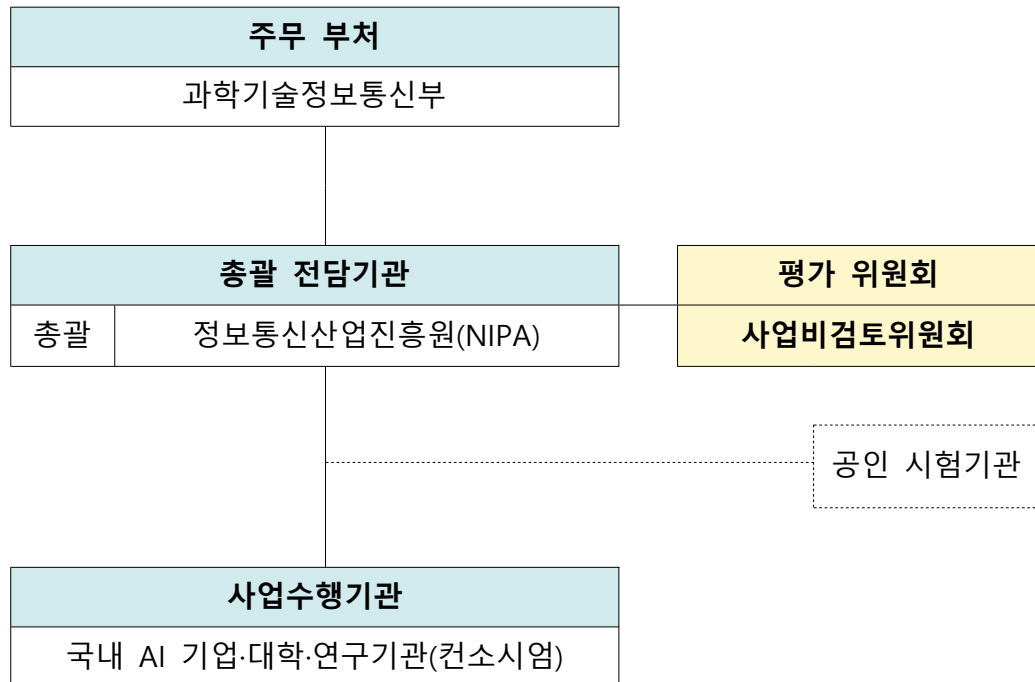 주무 부처
과학기술정보통신부
총괄 전담기관
평가 위원회
총괄
정보통신산업진흥원(NIPA)
사업비검토위원회
공인 시험기관
사업수행기관
국내 AI 기업·대학·연구기관(컨소시엄)